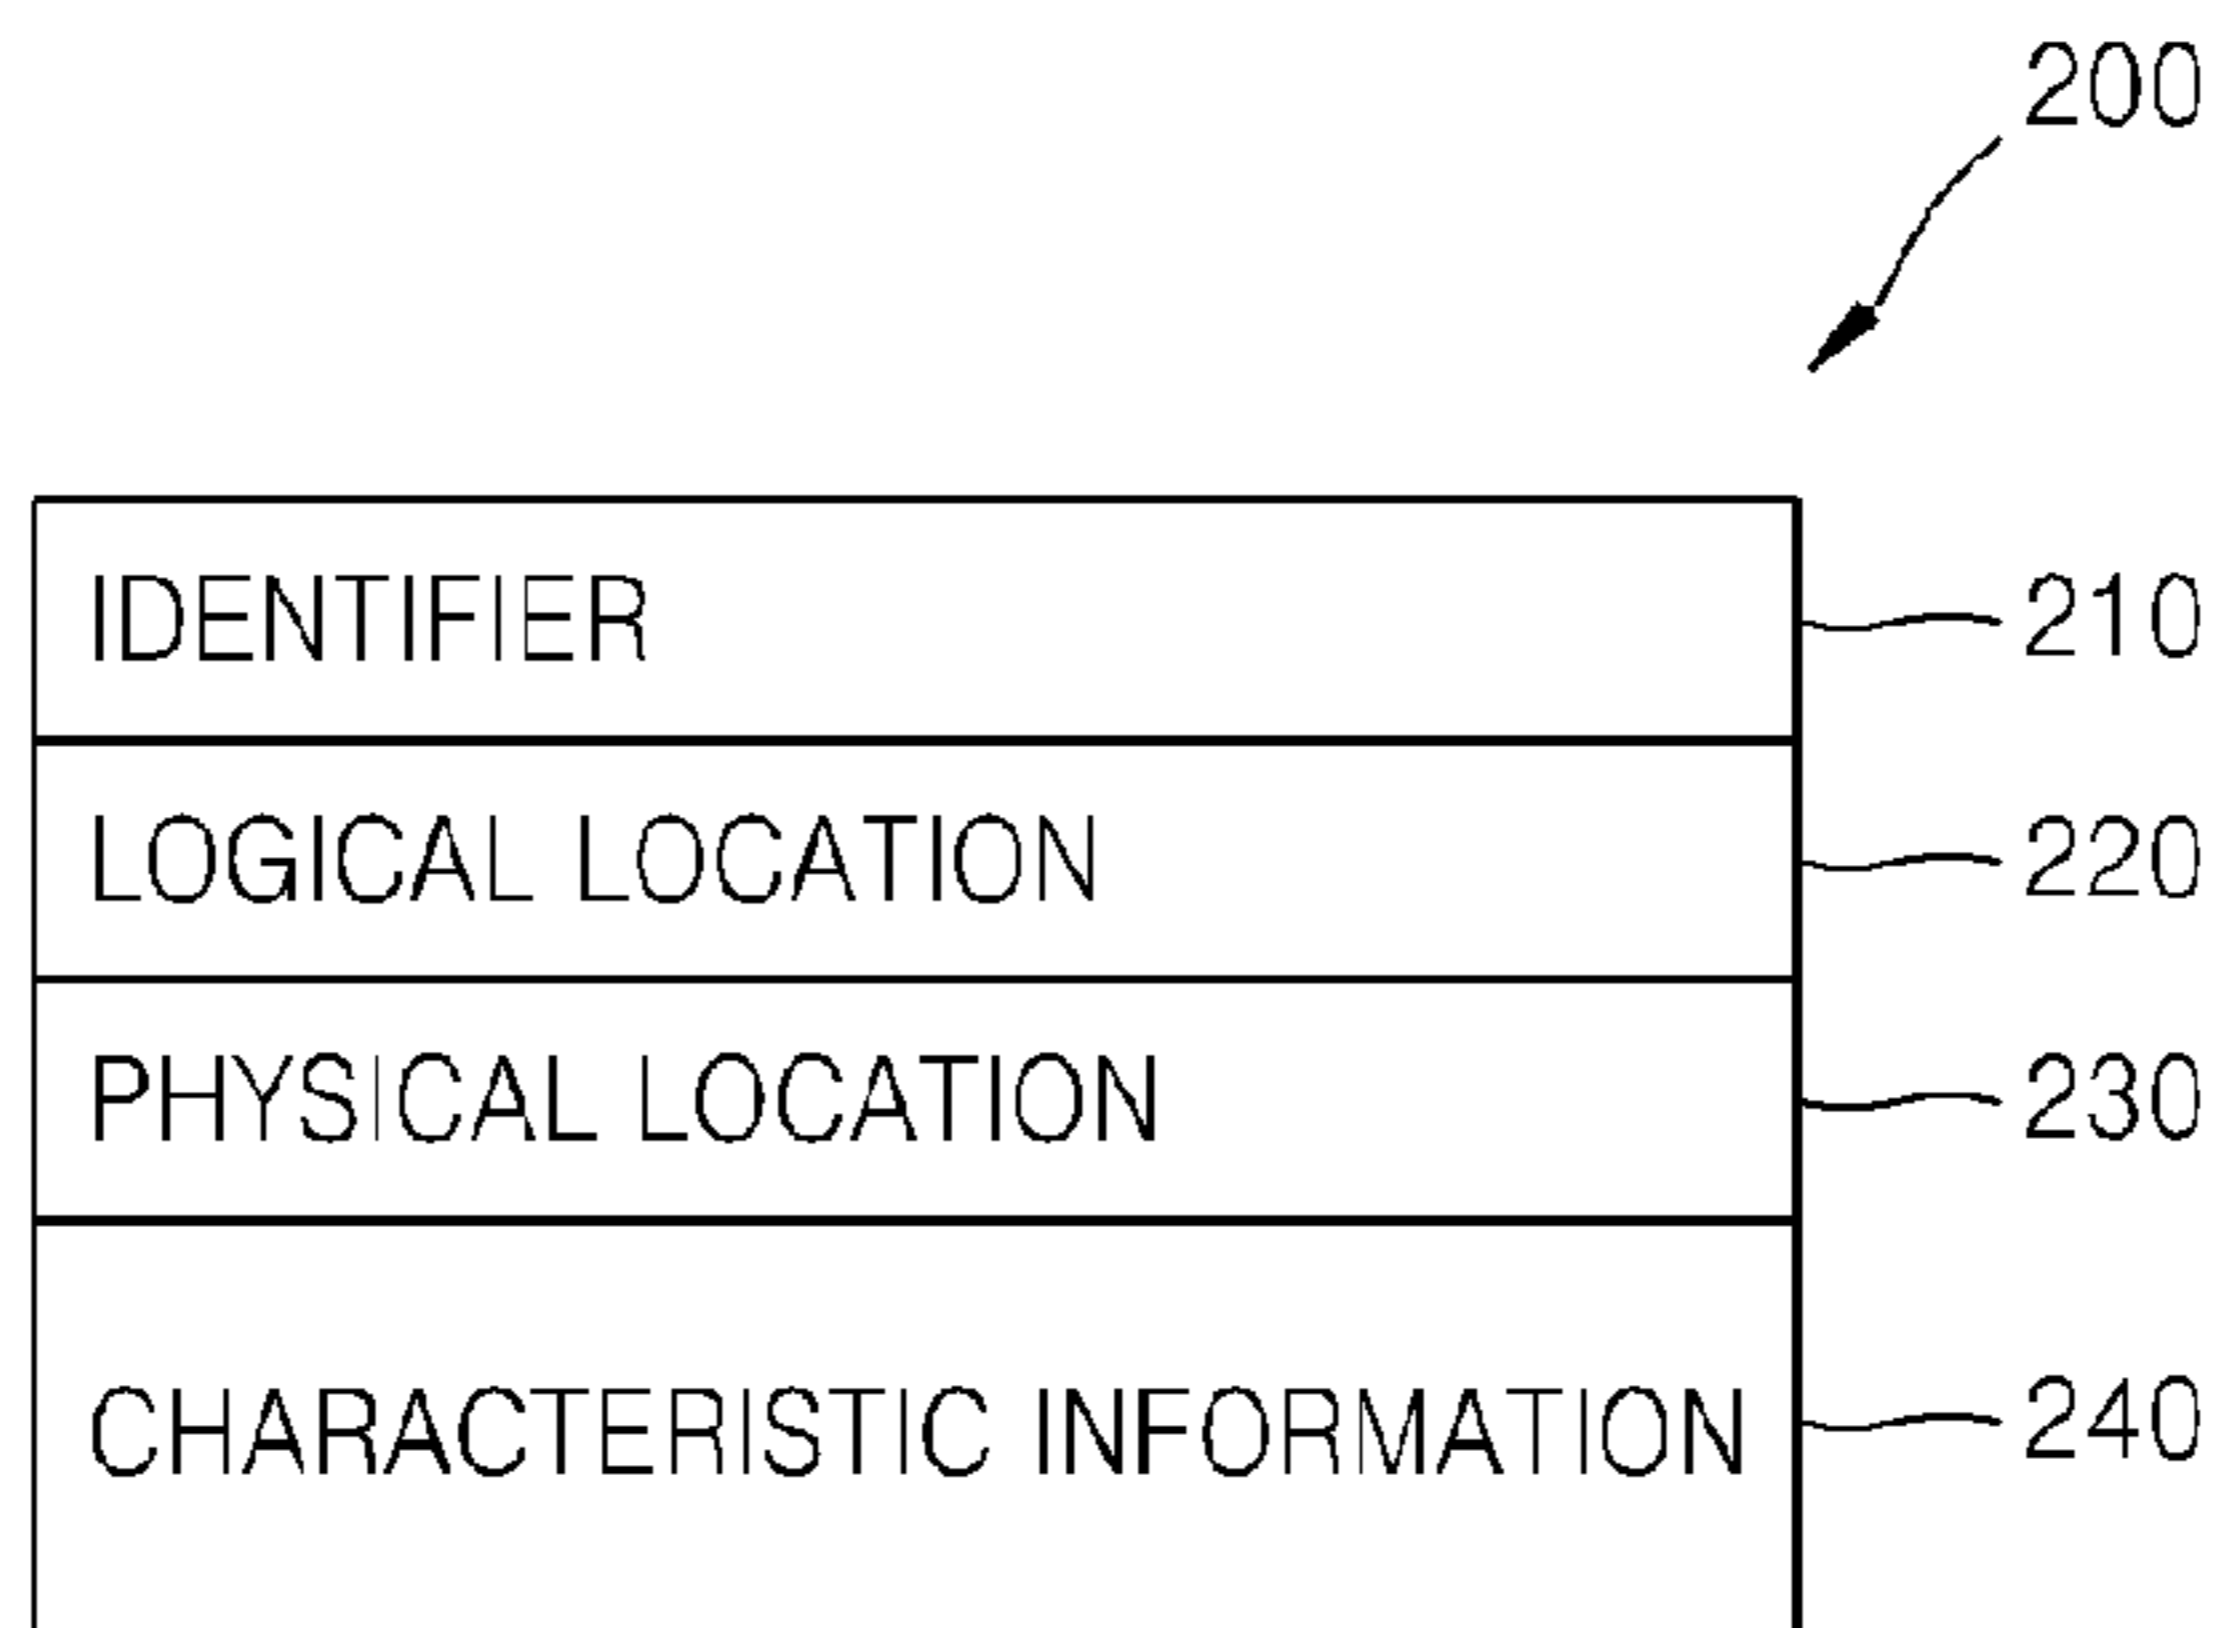 200
IDENTIFIER 210
LOGICAL LOCATION 220
PHYSICAL LOCATION 230
CHARACTERISTIC INFORMATION 240